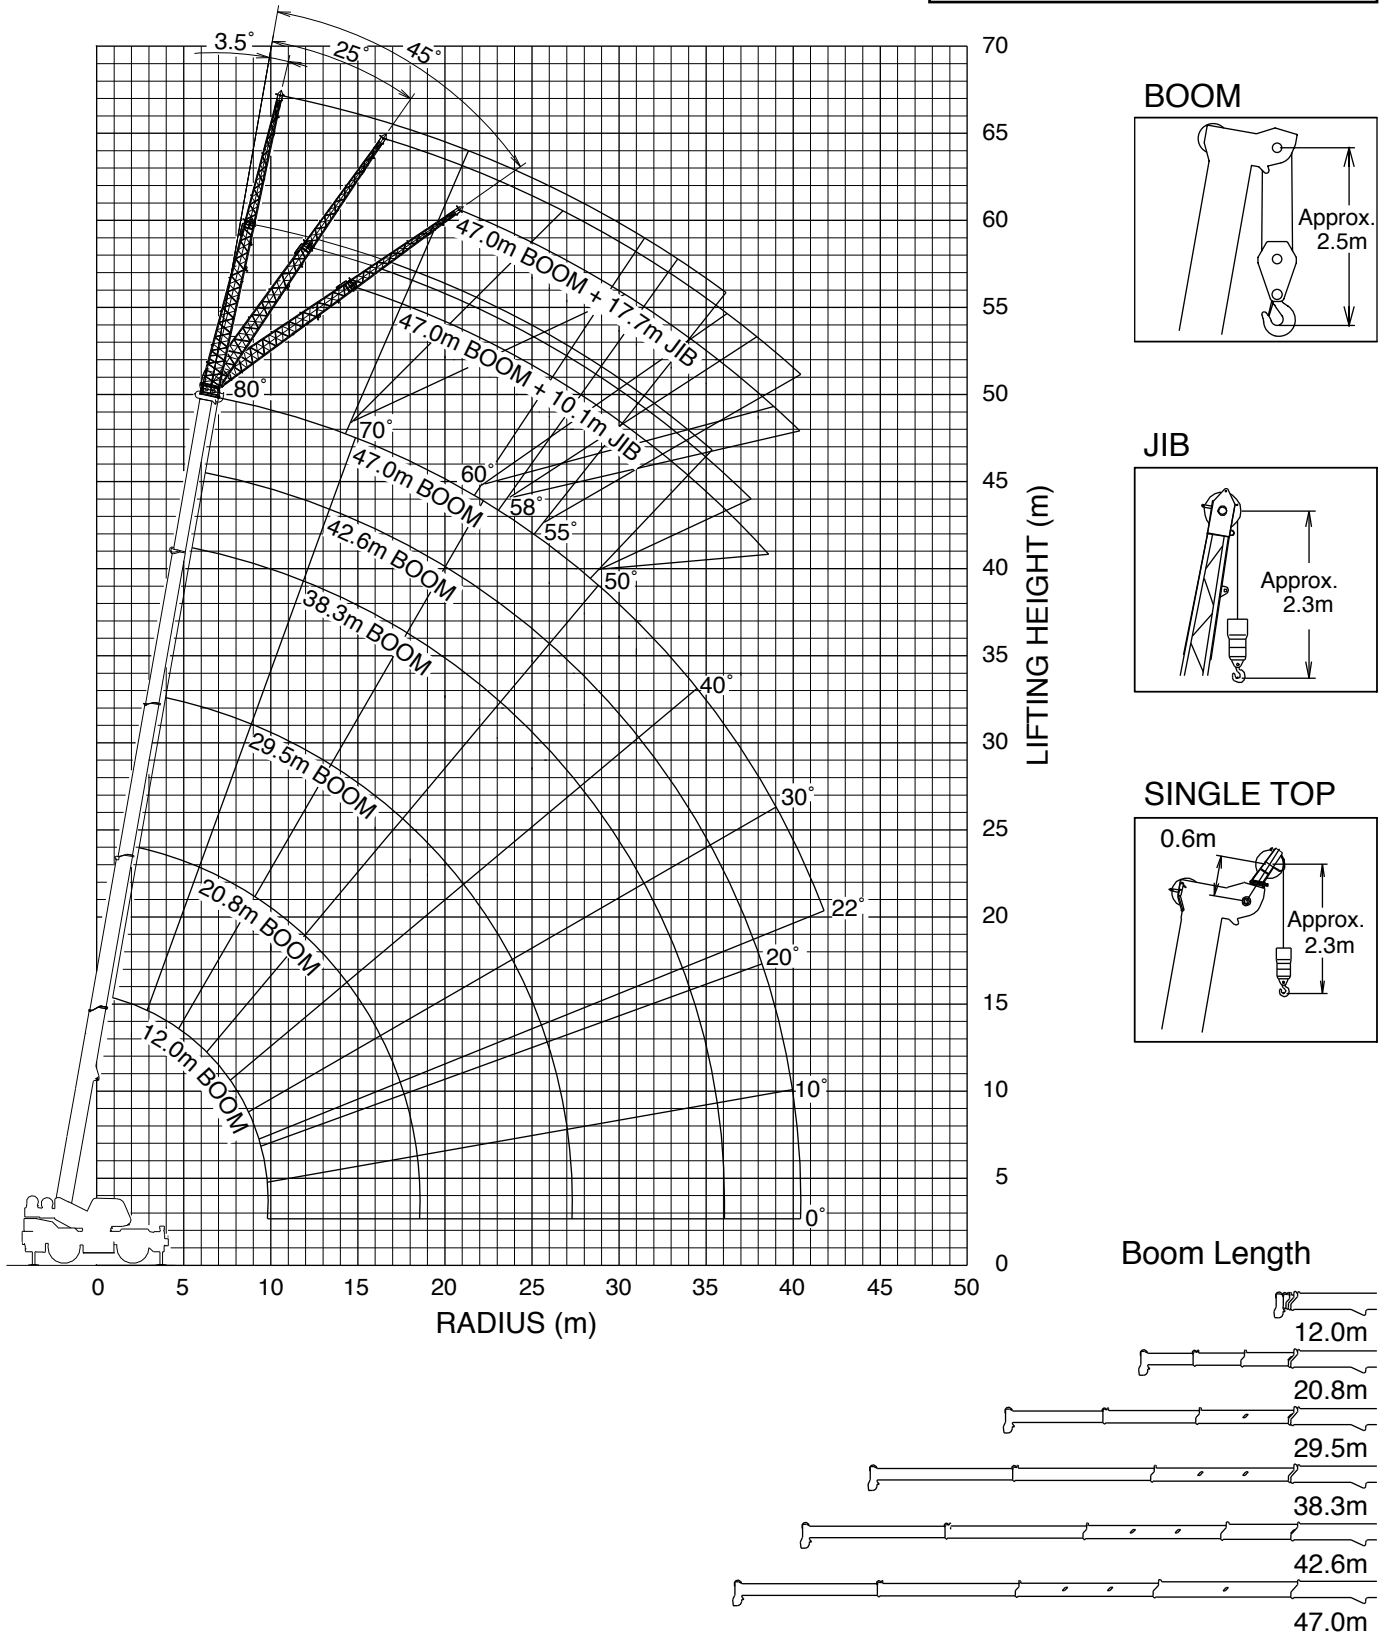 3.5°
25°
45°
70
65
60
55
50
45
40
35
30
25
20
15
10
5
0
LIFTING HEIGHT (m)
47.0m BOOM + 17.7m JIB
47.0m BOOM + 10.1m JIB
47.0m BOOM
42.6m BOOM
38.3m BOOM
29.5m BOOM
20.8m BOOM
12.0m BOOM
80°
70°
60°
58°
55°
50°
40°
30°
22°
20°
10°
0°
0 5 10 15 20 25 30 35 40 45 50
RADIUS (m)
BOOM
Approx.
2.5m
JIB
Approx.
2.3m
SINGLE TOP
0.6m
Approx.
2.3m
Boom Length
12.0m
20.8m
29.5m
38.3m
42.6m
47.0m